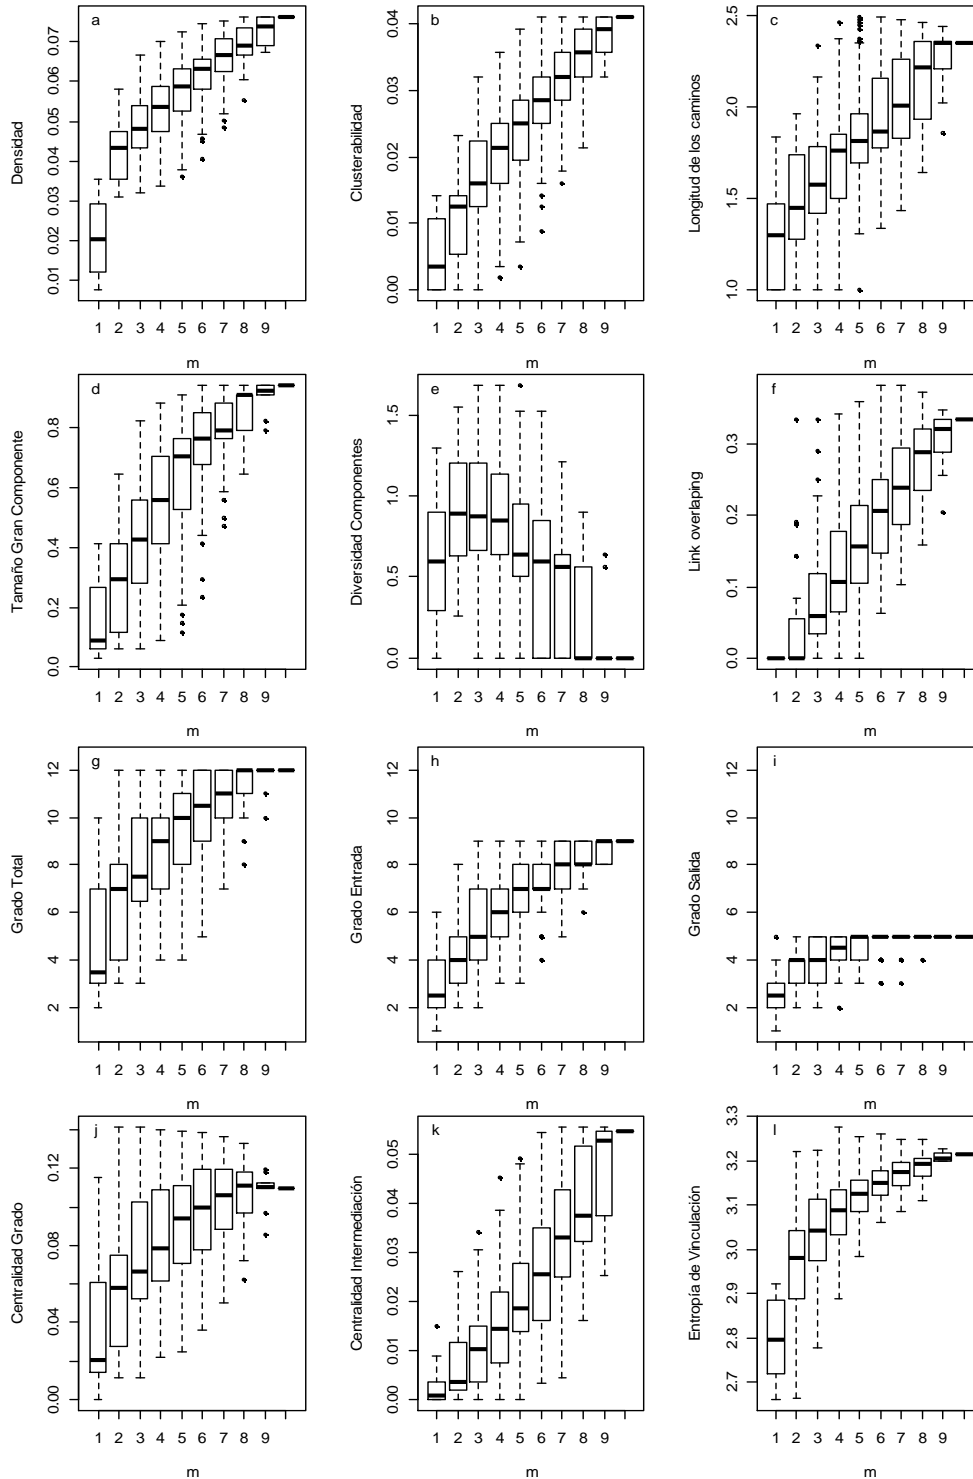 a
Densidad
0.01 0.02 0.03 0.04 0.05 0.06 0.07
1 2 3 4 5 6 7 8 9
m
b
Clusterabilidad
0.00 0.01 0.02 0.03 0.04
1 2 3 4 5 6 7 8 9
m
c
Longitud de los caminos
1.0 1.5 2.0 2.5
1 2 3 4 5 6 7 8 9
m
d
Tamaño Gran Componente
0.0 0.2 0.4 0.6 0.8
1 2 3 4 5 6 7 8 9
m
e
Diversidad Componentes
0.0 0.5 1.0 1.5
1 2 3 4 5 6 7 8 9
m
f
Link overlaping
0.0 0.1 0.2 0.3
1 2 3 4 5 6 7 8 9
m
g
Grado Total
2 4 6 8 10 12
1 2 3 4 5 6 7 8 9
m
h
Grado Entrada
2 4 6 8 10 12
1 2 3 4 5 6 7 8 9
m
i
Grado Salida
2 4 6 8 10 12
1 2 3 4 5 6 7 8 9
m
j
Centralidad Grado
0.00 0.04 0.08 0.12
1 2 3 4 5 6 7 8 9
m
k
Centralidad Intermediación
0.00 0.01 0.02 0.03 0.04 0.05
1 2 3 4 5 6 7 8 9
m
l
Entropía de Vinculación
2.7 2.8 2.9 3.0 3.1 3.2 3.3
1 2 3 4 5 6 7 8 9
m